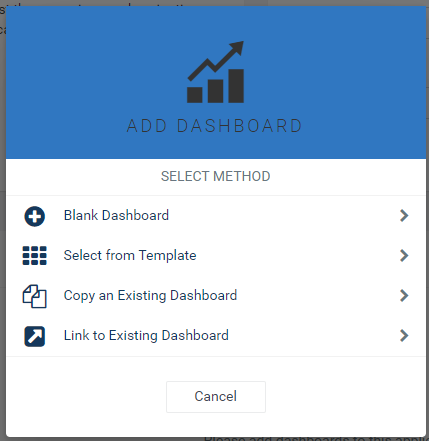 ADD DASHBOARD
SELECT METHOD
Blank Dashboard
Select from Template
Copy an Existing Dashboard
Link to Existing Dashboard
Cancel